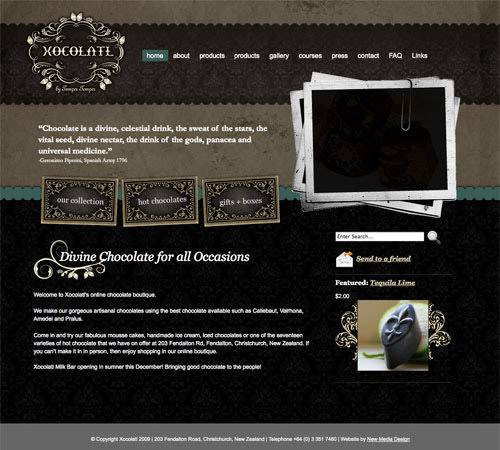 XOCOLATL
by Semper Semper
home about products products gallery courses press contact FAQ Links
“Chocolate is a divine, celestial drink, the sweat of the stars, the
vital seed, divine nectar, the drink of the gods, panacea and
universal medicine.”
-Geronimo Piperini, Spanish Army 1796
our collection
hot chocolates
gifts + boxes
Enter Search....
Divine Chocolate for all Occasions
Send to a friend
Featured: Tequila Lime
$2.00
Welcome to Xocolatl's online chocolate boutique.
We make our gorgeous artisanal chocolates using the best chocolate available such as Callebaut, Valrhona,
Amedei and Pralus.
Come in and try our fabulous mousse cakes, handmade ice cream, iced chocolates or one of the seventeen
varieties of hot chocolate that we have on offer at 203 Fendalton Rd, Fendalton, Christchurch, New Zealand. If
you can't make it in in person, then enjoy shopping in our online boutique.
Xocolatl Milk Bar opening in sumner this December! Bringing good chocolate to the people!
© Copyright Xocolatl 2009 | 203 Fendalton Road, Christchurch, New Zealand | Telephone +64 (0) 3 351 7460 | Website by New Media Design